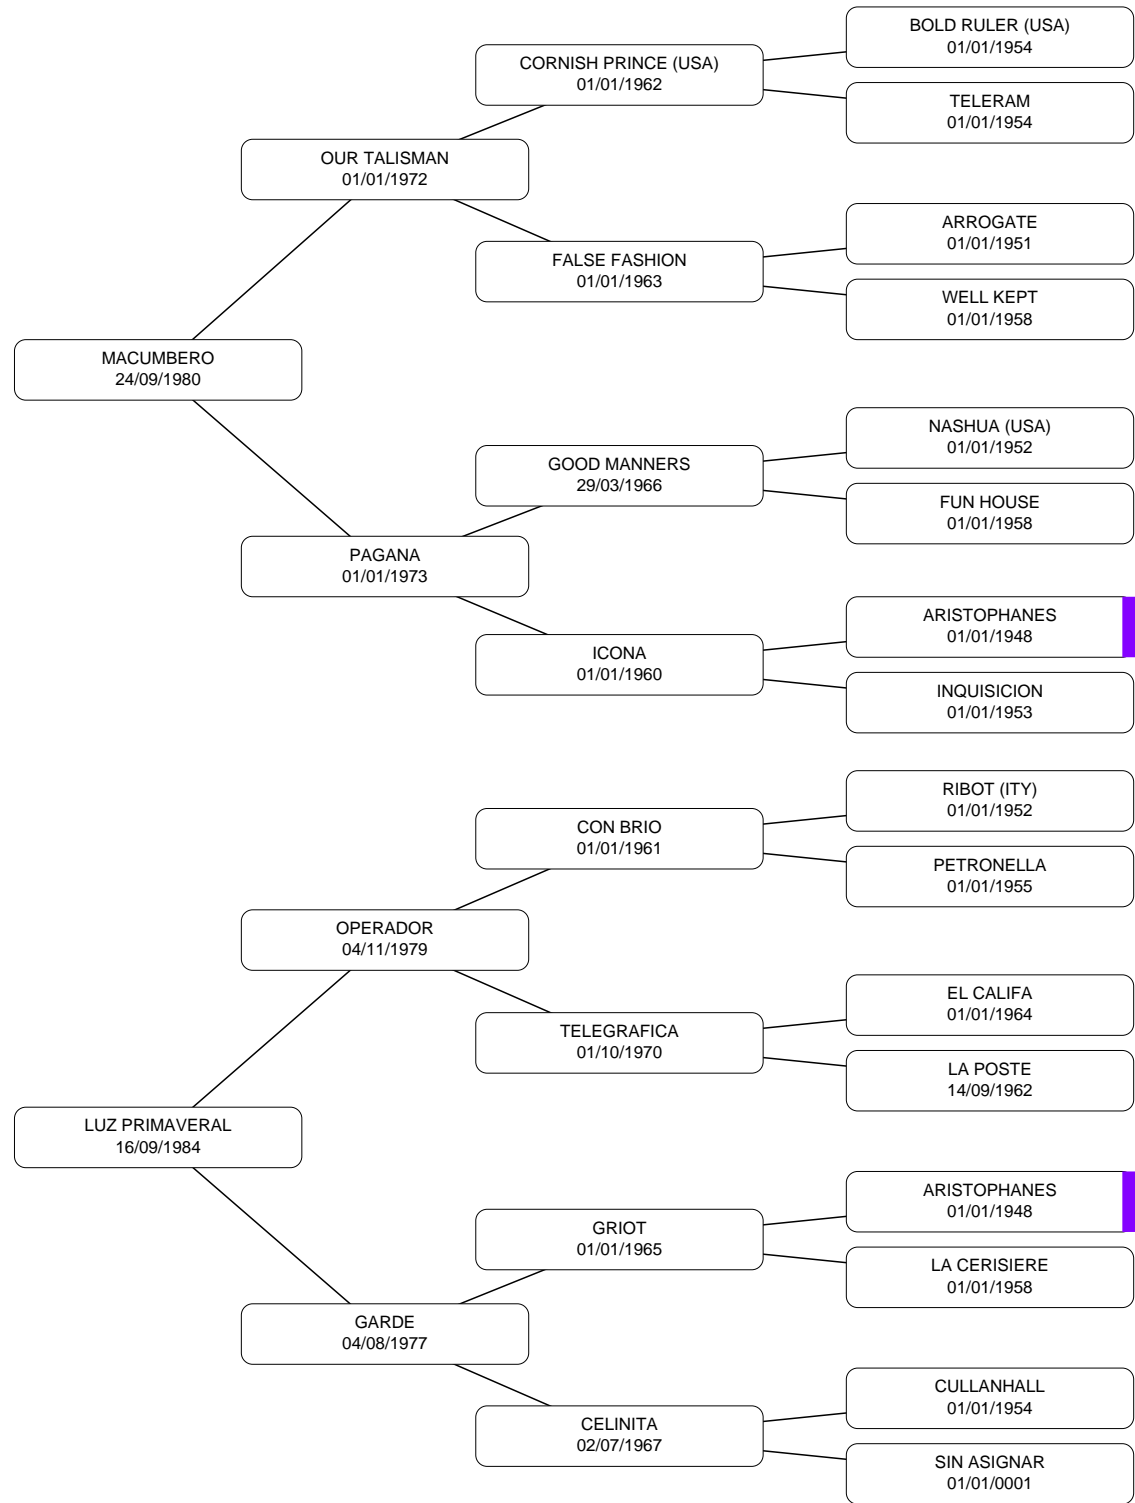 BOLD RULER (USA)
01/01/1954
CORNISH PRINCE (USA)
01/01/1962
TELERAM
01/01/1954
OUR TALISMAN
01/01/1972
ARROGATE
01/01/1951
FALSE FASHION
01/01/1963
WELL KEPT
01/01/1958
MACUMBERO
24/09/1980
NASHUA (USA)
01/01/1952
GOOD MANNERS
29/03/1966
FUN HOUSE
01/01/1958
PAGANA
01/01/1973
ARISTOPHANES
01/01/1948
ICONA
01/01/1960
INQUISICION
01/01/1953
RIBOT (ITY)
01/01/1952
CON BRIO
01/01/1961
PETRONELLA
01/01/1955
OPERADOR
04/11/1979
EL CALIFA
01/01/1964
TELEGRAFICA
01/10/1970
LA POSTE
14/09/1962
LUZ PRIMAVERAL
16/09/1984
ARISTOPHANES
01/01/1948
GRIOT
01/01/1965
LA CERISIERE
01/01/1958
GARDE
04/08/1977
CULLANHALL
01/01/1954
CELINITA
02/07/1967
SIN ASIGNAR
01/01/0001